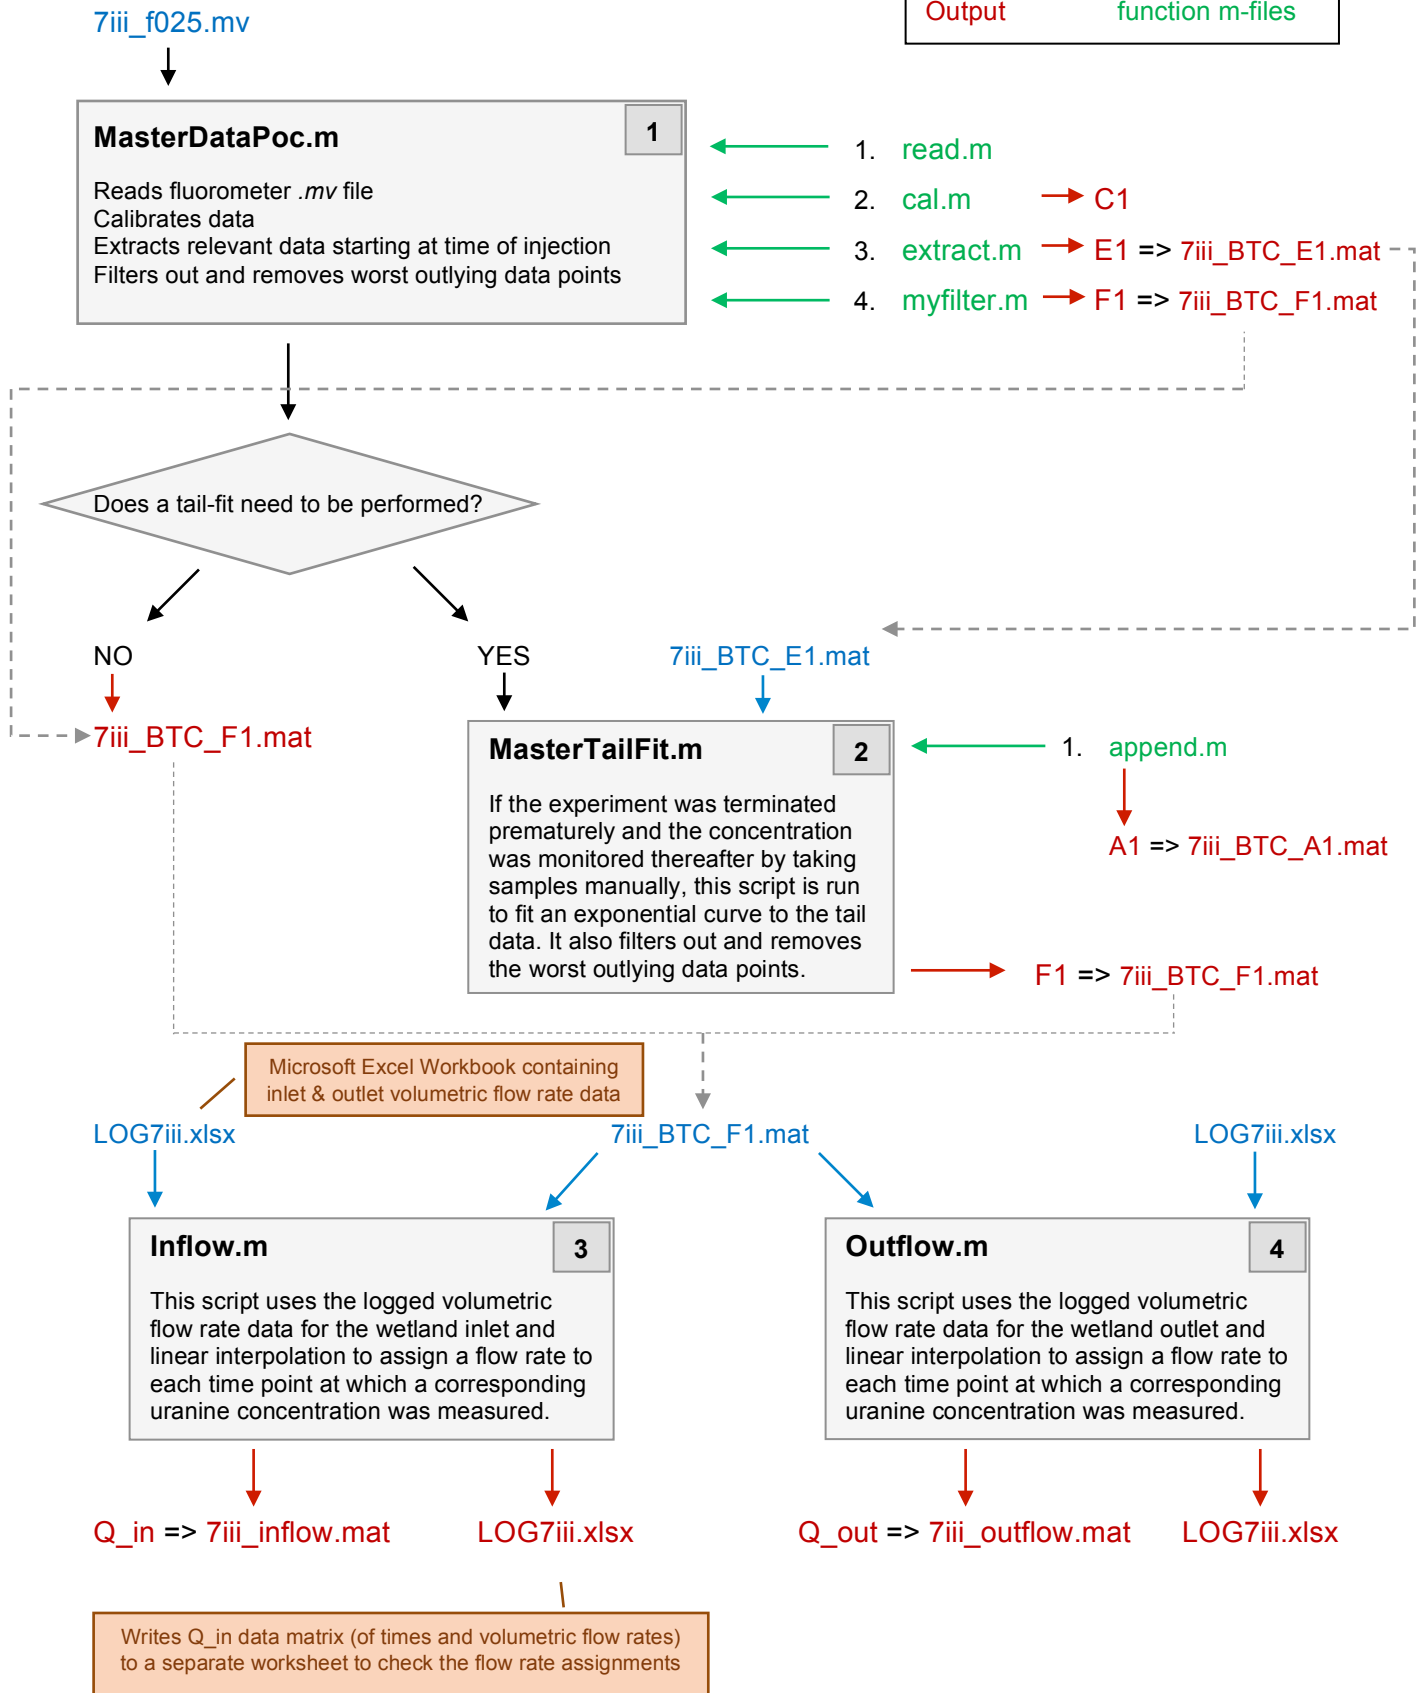 Output function m-files
7iii_f025.mv
MasterDataPoc.m
1
Reads fluorometer .mv file
Calibrates data
Extracts relevant data starting at time of injection
Filters out and removes worst outlying data points
1. read.m
2. cal.m C1
3. extract.m E1 => 7iii_BTC_E1.mat
4. myfilter.m F1 => 7iii_BTC_F1.mat
Does a tail-fit need to be performed?
NO
YES
7iii_BTC_E1.mat
7iii_BTC_F1.mat
MasterTailFit.m
2
If the experiment was terminated
prematurely and the concentration
was monitored thereafter by taking
samples manually, this script is run
to fit an exponential curve to the tail
data. It also filters out and removes
the worst outlying data points.
1. append.m
A1 => 7iii_BTC_A1.mat
F1 => 7iii_BTC_F1.mat
Microsoft Excel Workbook containing
inlet & outlet volumetric flow rate data
LOG7iii.xlsx
7iii_BTC_F1.mat
LOG7iii.xlsx
Inflow.m
3
This script uses the logged volumetric
flow rate data for the wetland inlet and
linear interpolation to assign a flow rate to
each time point at which a corresponding
uranine concentration was measured.
Outflow.m
4
This script uses the logged volumetric
flow rate data for the wetland outlet and
linear interpolation to assign a flow rate to
each time point at which a corresponding
uranine concentration was measured.
Q_in => 7iii_inflow.mat
LOG7iii.xlsx
Q_out => 7iii_outflow.mat
LOG7iii.xlsx
Writes Q_in data matrix (of times and volumetric flow rates)
to a separate worksheet to check the flow rate assignments